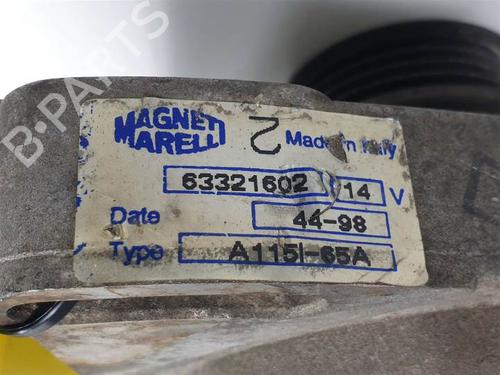 MAGNETI
MARELLI
2
Made in Italy
63321602
14 V
Date 44-98
Type A115I-65A
B-PARTS